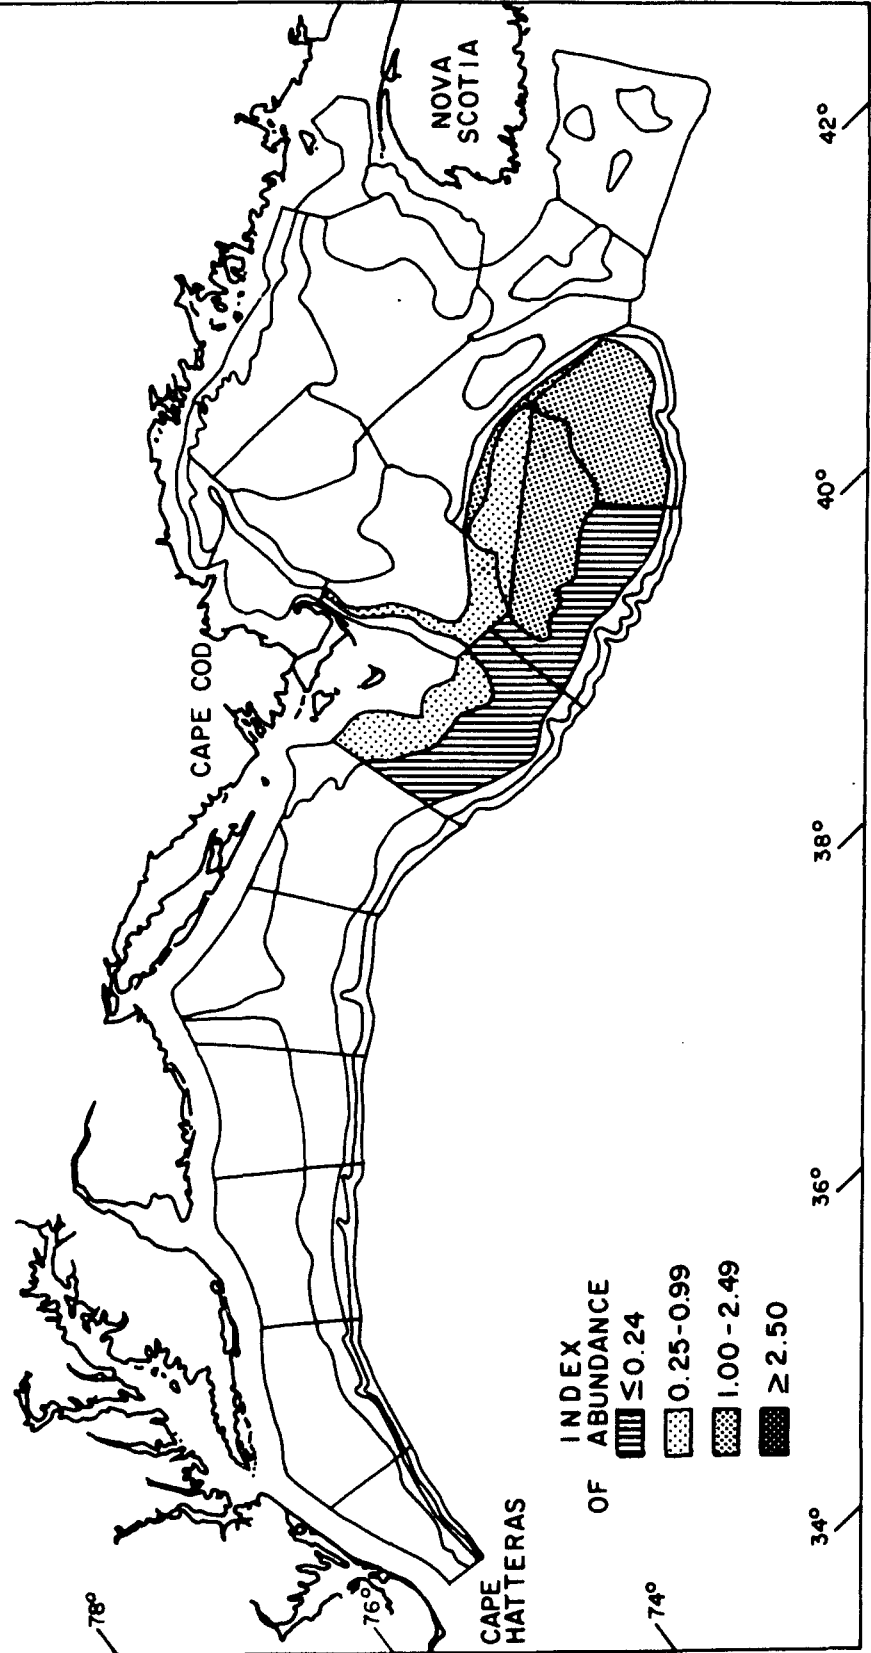 NOVA
SCOTIA
42°
40°
CAPE COD
38°
36°
INDEX
OF ABUNDANCE
≤0.24
0.25-0.99
1.00-2.49
≥2.50
34°
CAPE
HATTERAS
78°
76°
74°